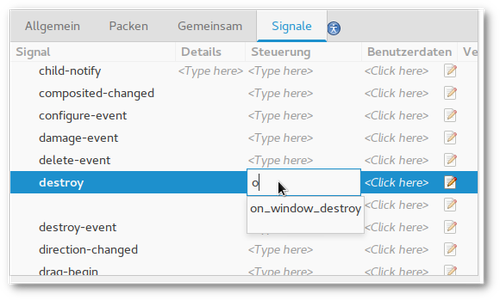 Allgemein Packen Gemeinsam Signale
Signal Details Steuerung Benutzerdaten Ve
child-notify <Type here> <Type here> <Click here>
composited-changed <Type here> <Click here>
configure-event <Type here> <Click here>
damage-event <Type here> <Click here>
delete-event <Type here> <Click here>
destroy o <Click here>
on_window_destroy <Click here>
destroy-event <Click here>
direction-changed <Type here> <Click here>
drag-begin <Type here> <Click here>